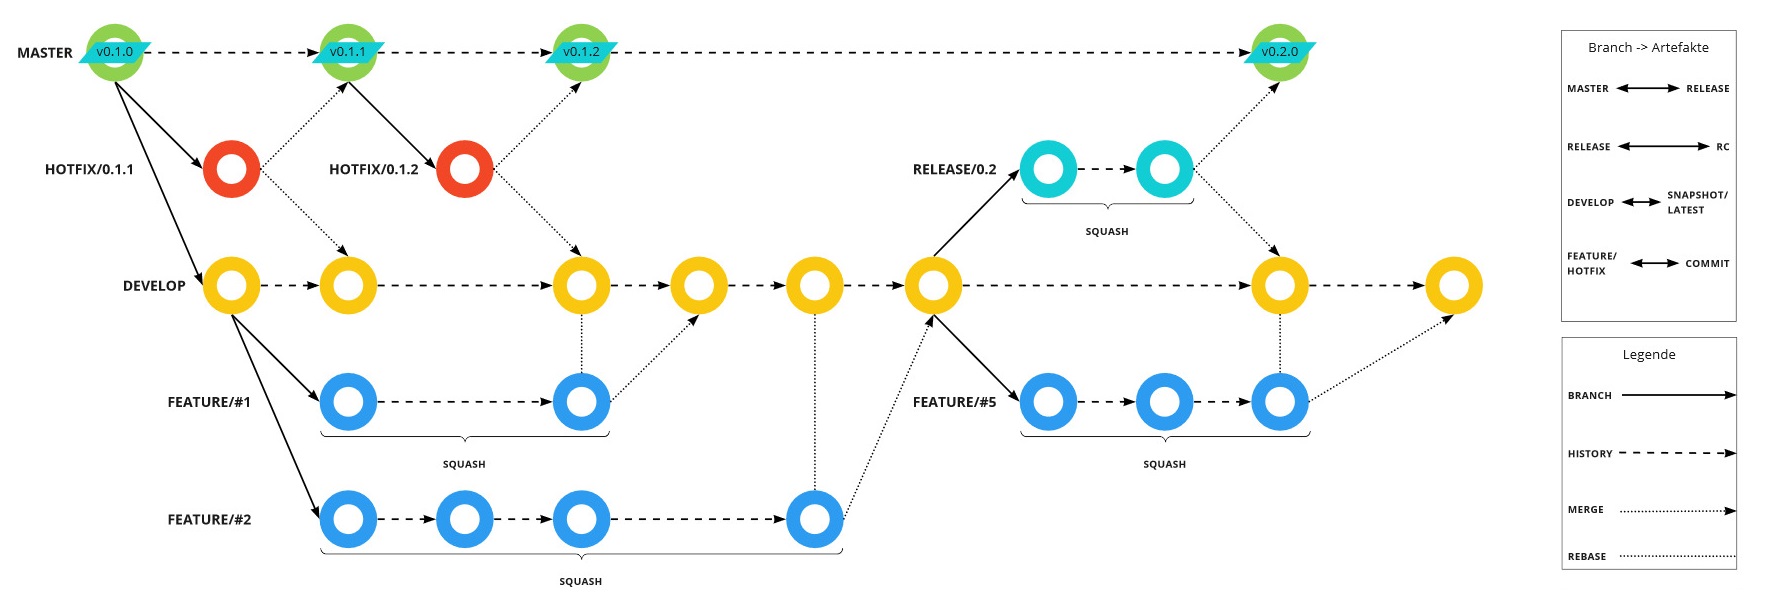 MASTER
v0.1.0
v0.1.1
v0.1.2
v0.2.0
HOTFIX/0.1.1
HOTFIX/0.1.2
RELEASE/0.2
SQUASH
DEVELOP
FEATURE/#1
SQUASH
FEATURE/#5
SQUASH
FEATURE/#2
SQUASH
Branch -> Artefakte
MASTER
RELEASE
RELEASE
RC
DEVELOP
SNAPSHOT/
LATEST
FEATURE/
HOTFIX
COMMIT
Legende
BRANCH
HISTORY
MERGE
REBASE